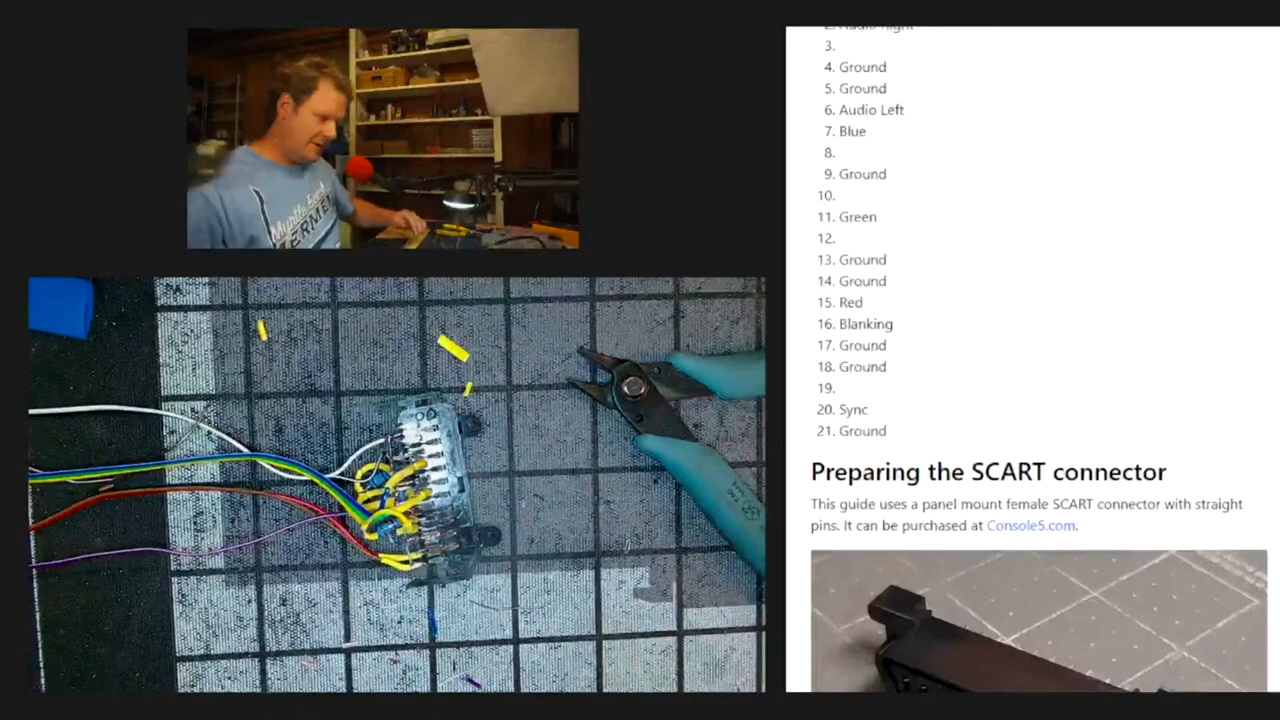 3.
4. Ground
5. Ground
6. Audio Left
7. Blue
8.
9. Ground
10.
11. Green
12.
13. Ground
14. Ground
15. Red
16. Blanking
17. Ground
18. Ground
19.
20. Sync
21. Ground
Preparing the SCART connector
This guide uses a panel mount female SCART connector with straight
pins. It can be purchased at Console5.com.